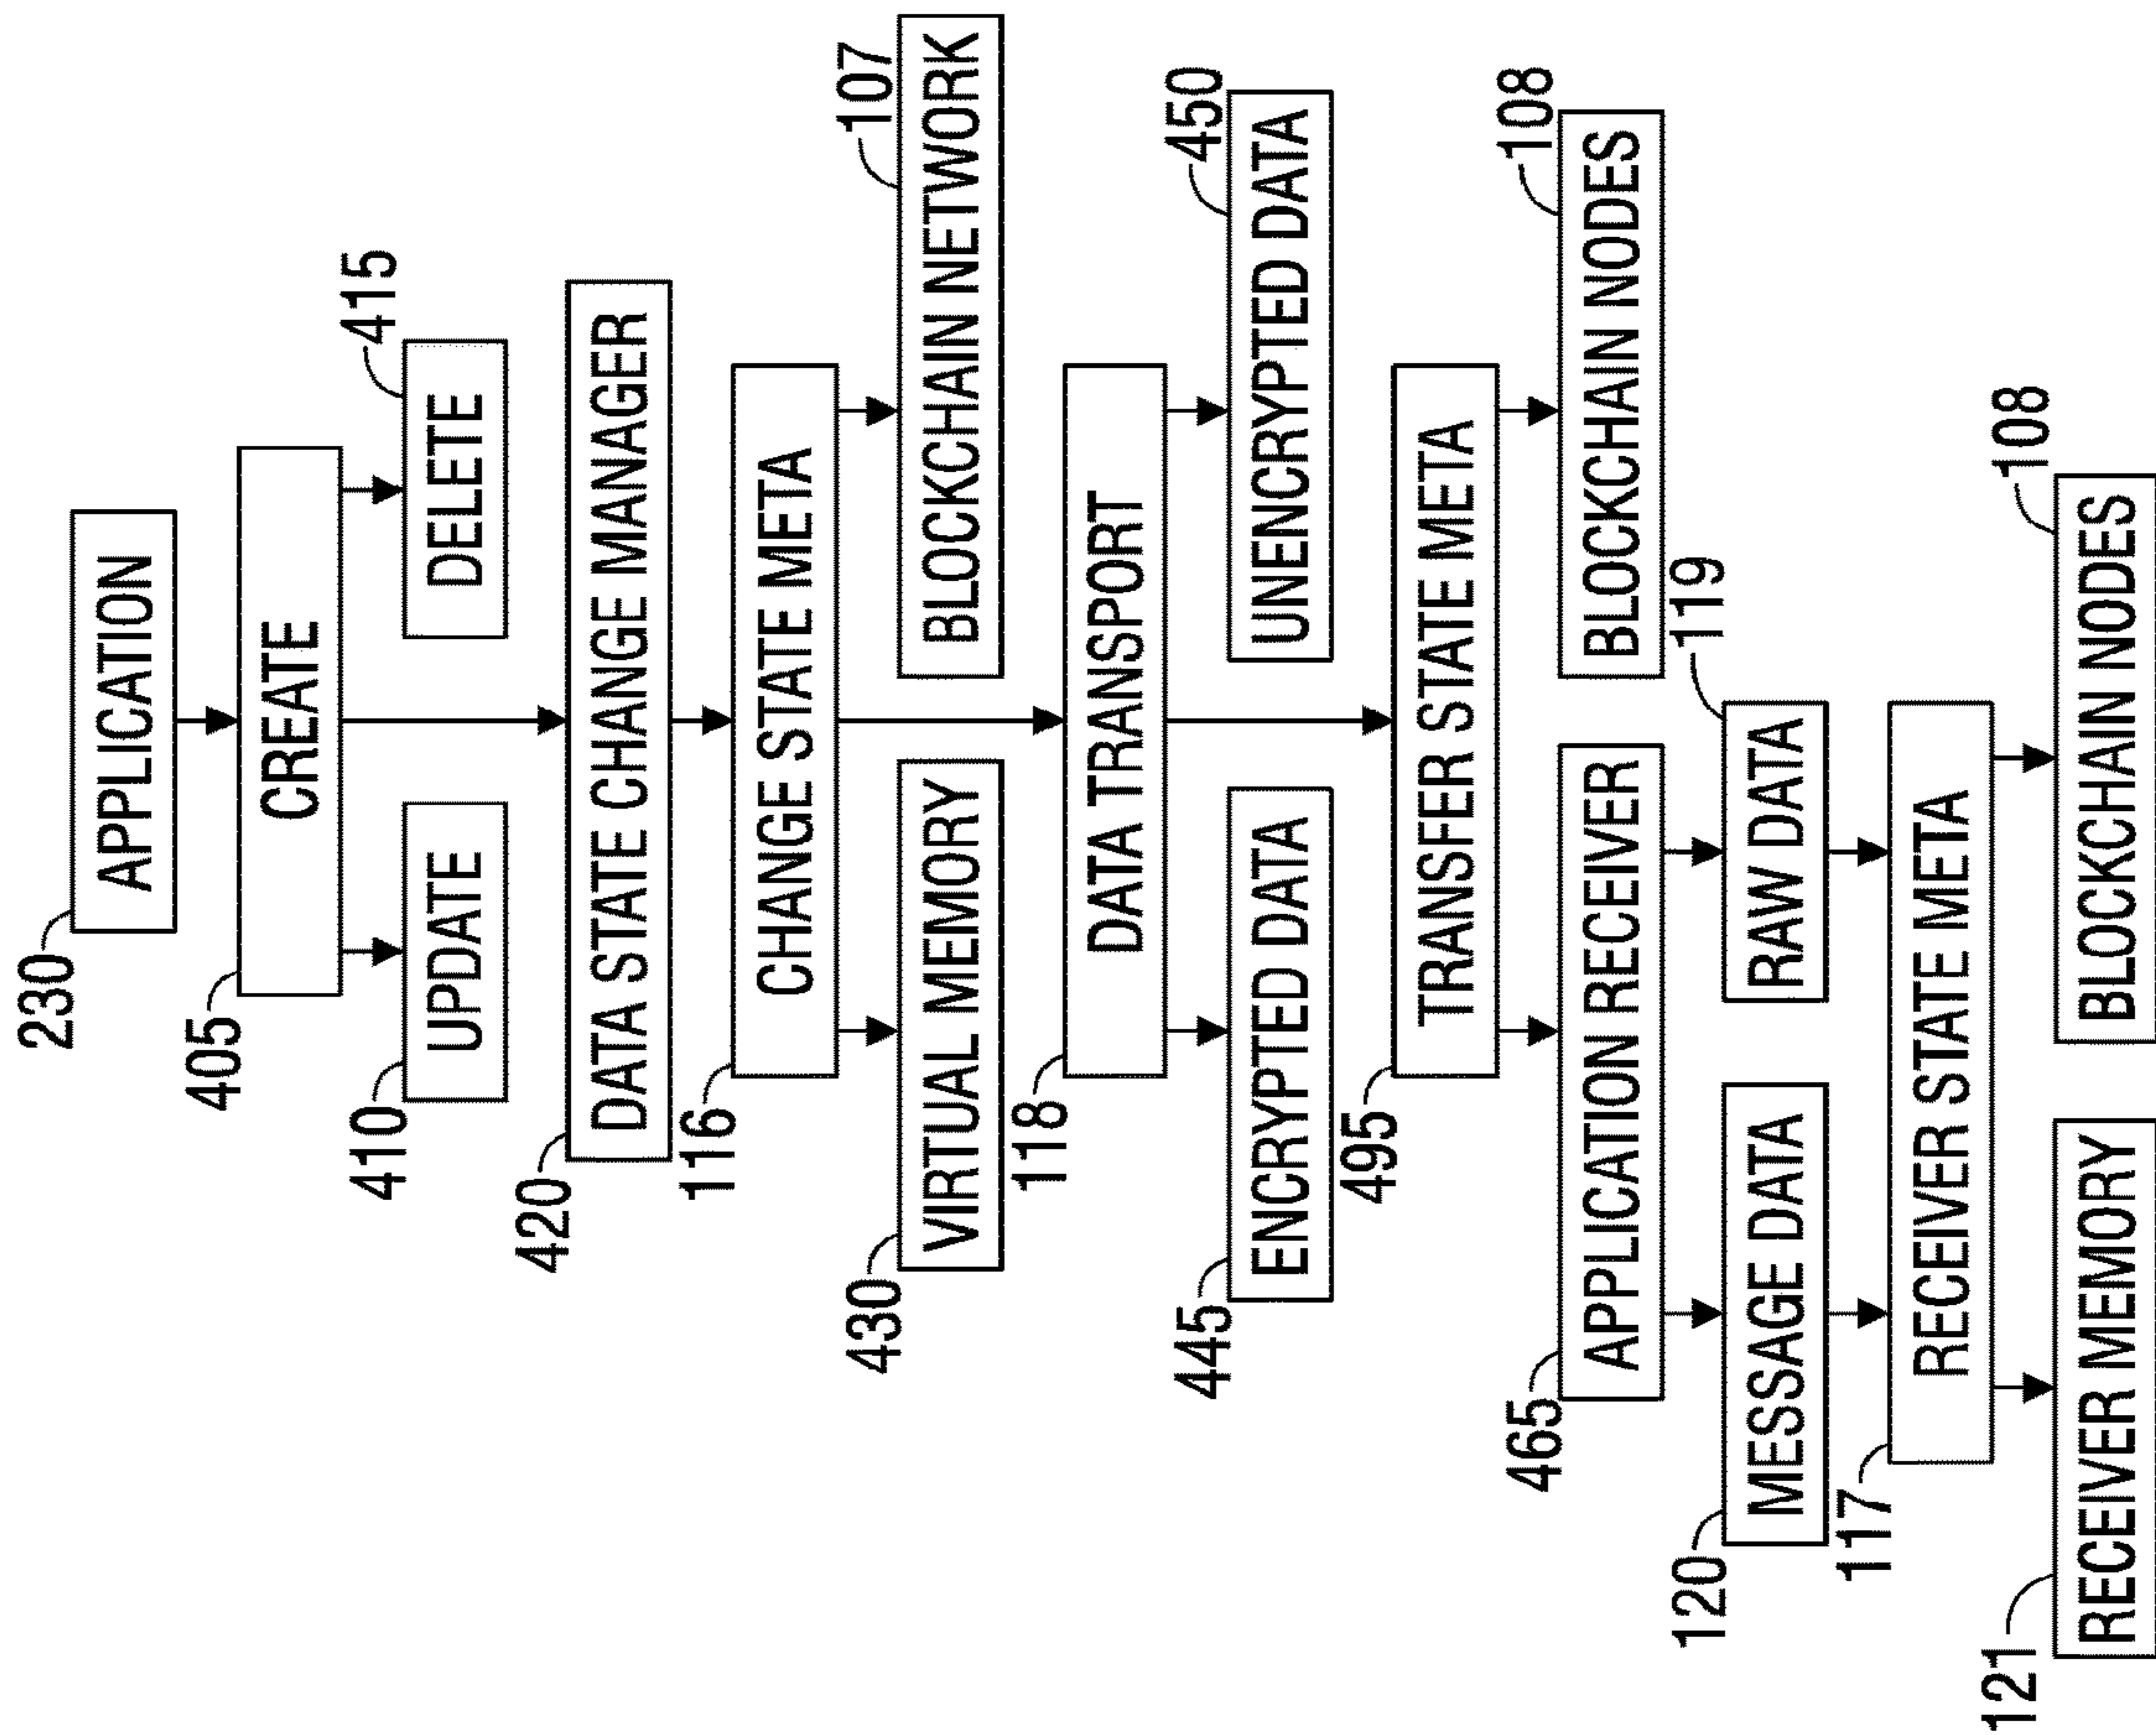 230
APPLICATION
405
CREATE
410
UPDATE
415
DELETE
420
DATA STATE CHANGE MANAGER
116
CHANGE STATE META
430
VIRTUAL MEMORY
107
BLOCKCHAIN NETWORK
118
DATA TRANSPORT
445
ENCRYPTED DATA
450
UNENCRYPTED DATA
495
TRANSFER STATE META
465
APPLICATION RECEIVER
108
BLOCKCHAIN NODES
120
MESSAGE DATA
119
RAW DATA
117
RECEIVER STATE META
121
RECEIVER MEMORY
108
BLOCKCHAIN NODES